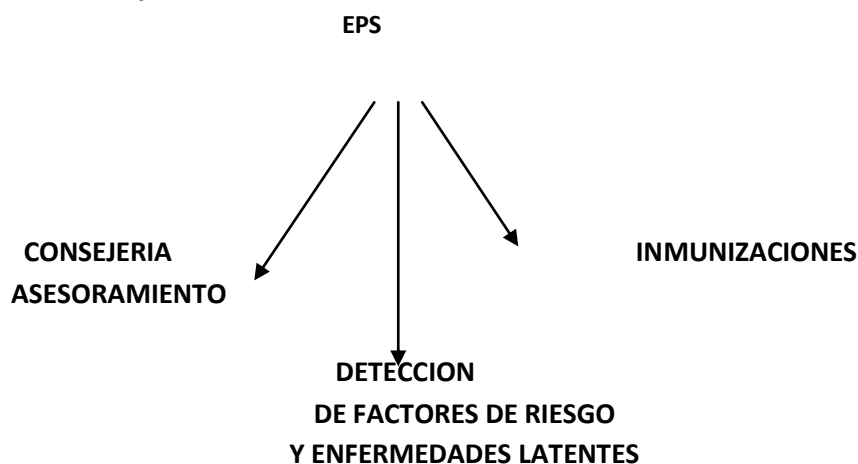 EPS
CONSEJERIA
ASESORAMIENTO
INMUNIZACIONES
DETECCION
DE FACTORES DE RIESGO
Y ENFERMEDADES LATENTES